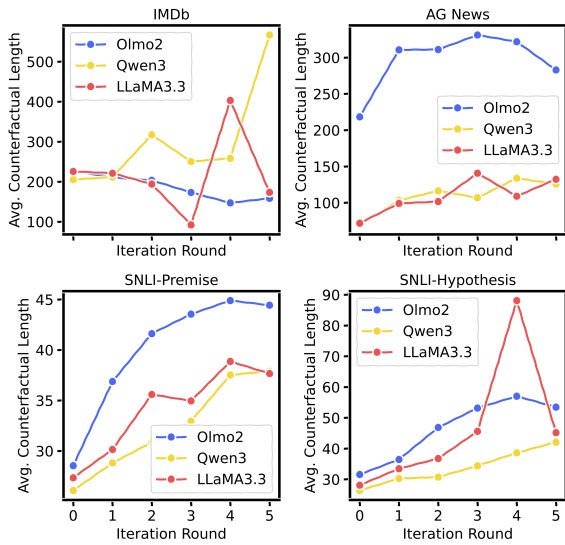 IMDb
Avg. Counterfactual Length
500
400
300
200
100
Olmo2
Qwen3
LLaMA3.3
Iteration Round
AG News
Avg. Counterfactual Length
300
250
200
150
100
Olmo2
Qwen3
LLaMA3.3
Iteration Round
SNLI-Premise
Avg. Counterfactual Length
45
40
35
30
Olmo2
Qwen3
LLaMA3.3
0 1 2 3 4 5
Iteration Round
SNLI-Hypothesis
Avg. Counterfactual Length
90
80
70
60
50
40
30
Olmo2
Qwen3
LLaMA3.3
0 1 2 3 4 5
Iteration Round